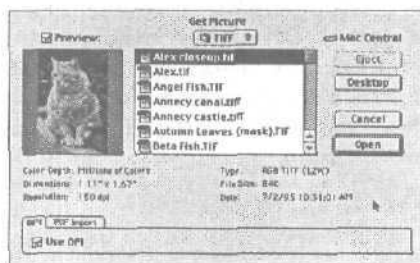 Get Picture
Preview:
TIFF
Mac Central
Alex closeup.tif
Alex.tif
Angel Fish.TIF
Annecy canal.tiff
Annecy castle.tiff
Autumn Leaves (mask).TIF
Beta Fish.TIF
Eject
Desktop
Cancel
Open
Color Depth: Millions of Colors
Dimensions: 1.11" x 1.67"
Resolution: 150 dpi
Type: RGB TIFF (LZW)
File Size: 84K
Date: 9/2/95 10:31:01 AM
OPI
PDF Import
Use OPI